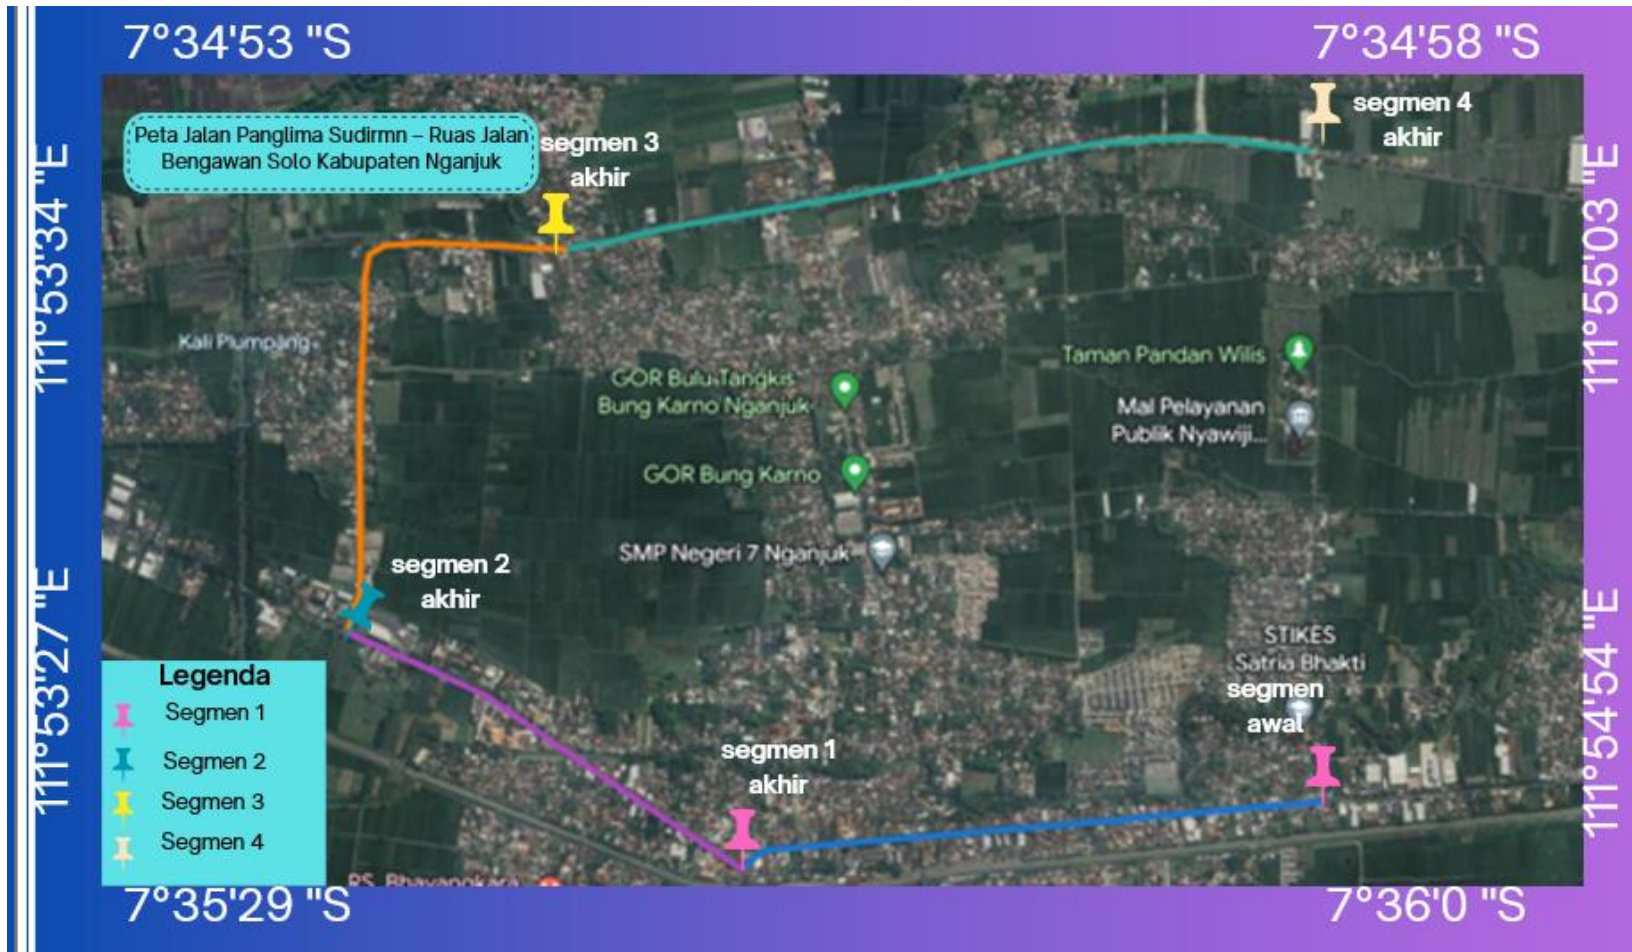 7°34'53 "S
7°34'58 "S
Peta Jalan Panglima Sudirmn – Ruas Jalan
Bengawan Solo Kabupaten Nganjuk
segmen 3
akhir
segmen 4
akhir
111°53'34 "E
111°55'03 "E
Kali Plumpang
GOR Bulu Tangkis
Bung Karno Nganjuk
Taman Pandan Wilis
Mal Pelayanan
Publik Nyawiji...
GOR Bung Karno
SMP Negeri 7 Nganjuk
segmen 2
akhir
111°53'27 "E
111°54'54 "E
STIKES
Satria Bhakti
segmen
awal
segmen 1
akhir
Legenda
Segmen 1
Segmen 2
Segmen 3
Segmen 4
RS. Bhayangkara
7°35'29 "S
7°36'0 "S